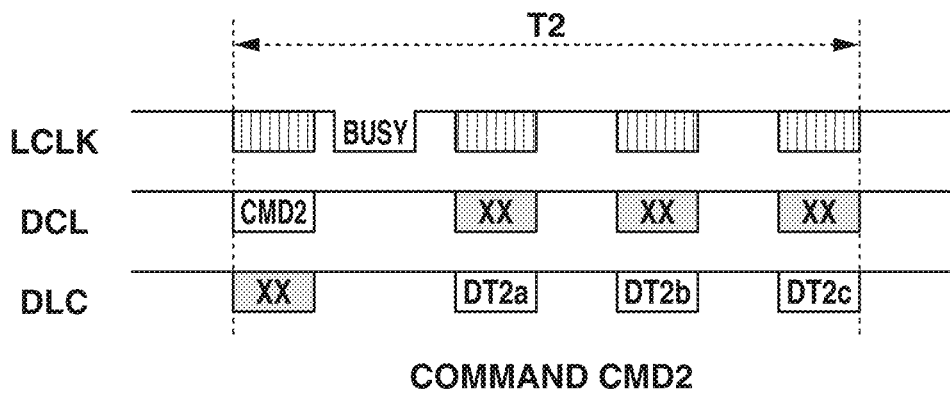 T2
LCLK BUSY
DCL CMD2 XX XX XX
DLC XX DT2a DT2b DT2c
COMMAND CMD2